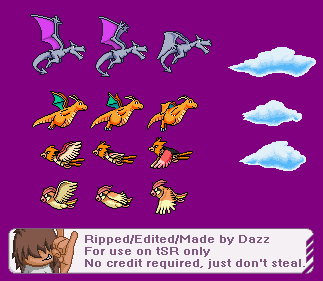 Ripped/Edited/Made by Dazz
For use on tSR only
No credit required, just don't steal.